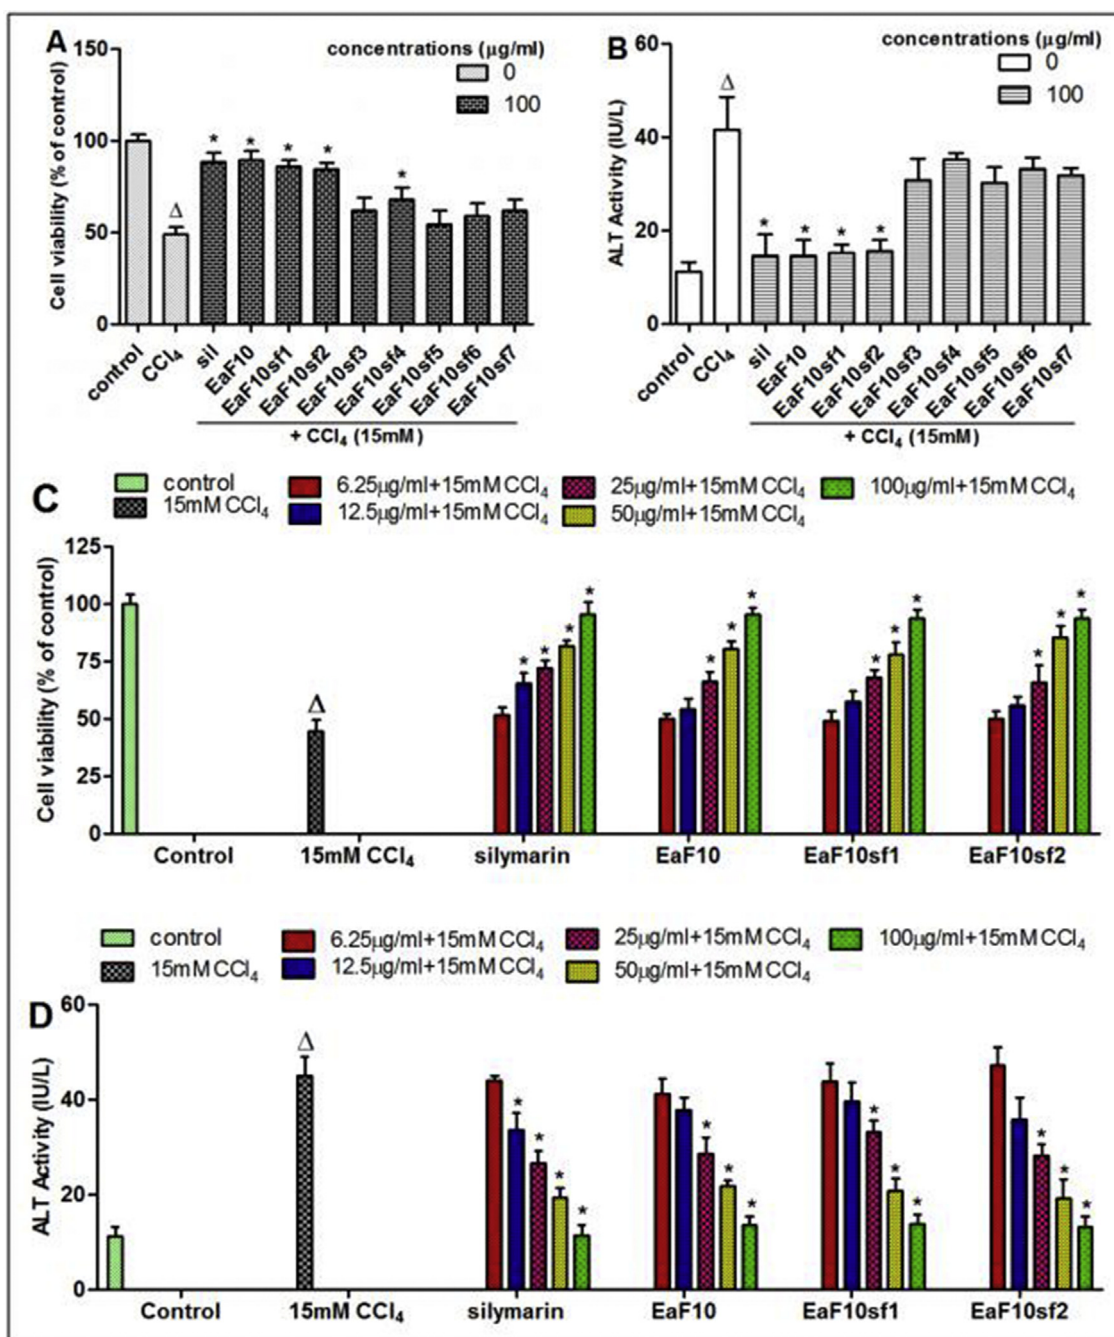 A
concentrations (µg/ml)
0
100
Cell viability (% of control)
150
100
50
0
Δ
* * * * *
control CCl₄ sil EaF10 EaF10sf1 EaF10sf2 EaF10sf3 EaF10sf4 EaF10sf5 EaF10sf6 EaF10sf7
+ CCl₄ (15mM)
B
concentrations (µg/ml)
0
100
ALT Activity (IU/L)
60
40
20
0
Δ
* * * *
control CCL₄ sil EaF10 EaF10sf1 EaF10sf2 EaF10sf3 EaF10sf4 EaF10sf5 EaF10sf6 EaF10sf7
+ CCl₄ (15mM)
C
control 6.25µg/ml+15mM CCl₄ 25µg/ml+15mM CCl₄ 100µg/ml+15mM CCl₄
15mM CCl₄ 12.5µg/ml+15mM CCl₄ 50µg/ml+15mM CCl₄
Cell viability (% of control)
125
100
75
50
25
0
Δ
* * * *
* * *
* * *
* * *
Control 15mM CCl₄ silymarin EaF10 EaF10sf1 EaF10sf2
control 6.25µg/ml+15mM CCl₄ 25µg/ml+15mM CCl₄ 100µg/ml+15mM CCl₄
15mM CCl₄ 12.5µg/ml+15mM CCl₄ 50µg/ml+15mM CCl₄
D
ALT Activity (IU/L)
60
40
20
0
Δ
* * * *
* * *
* * *
* * *
Control 15mM CCl₄ silymarin EaF10 EaF10sf1 EaF10sf2